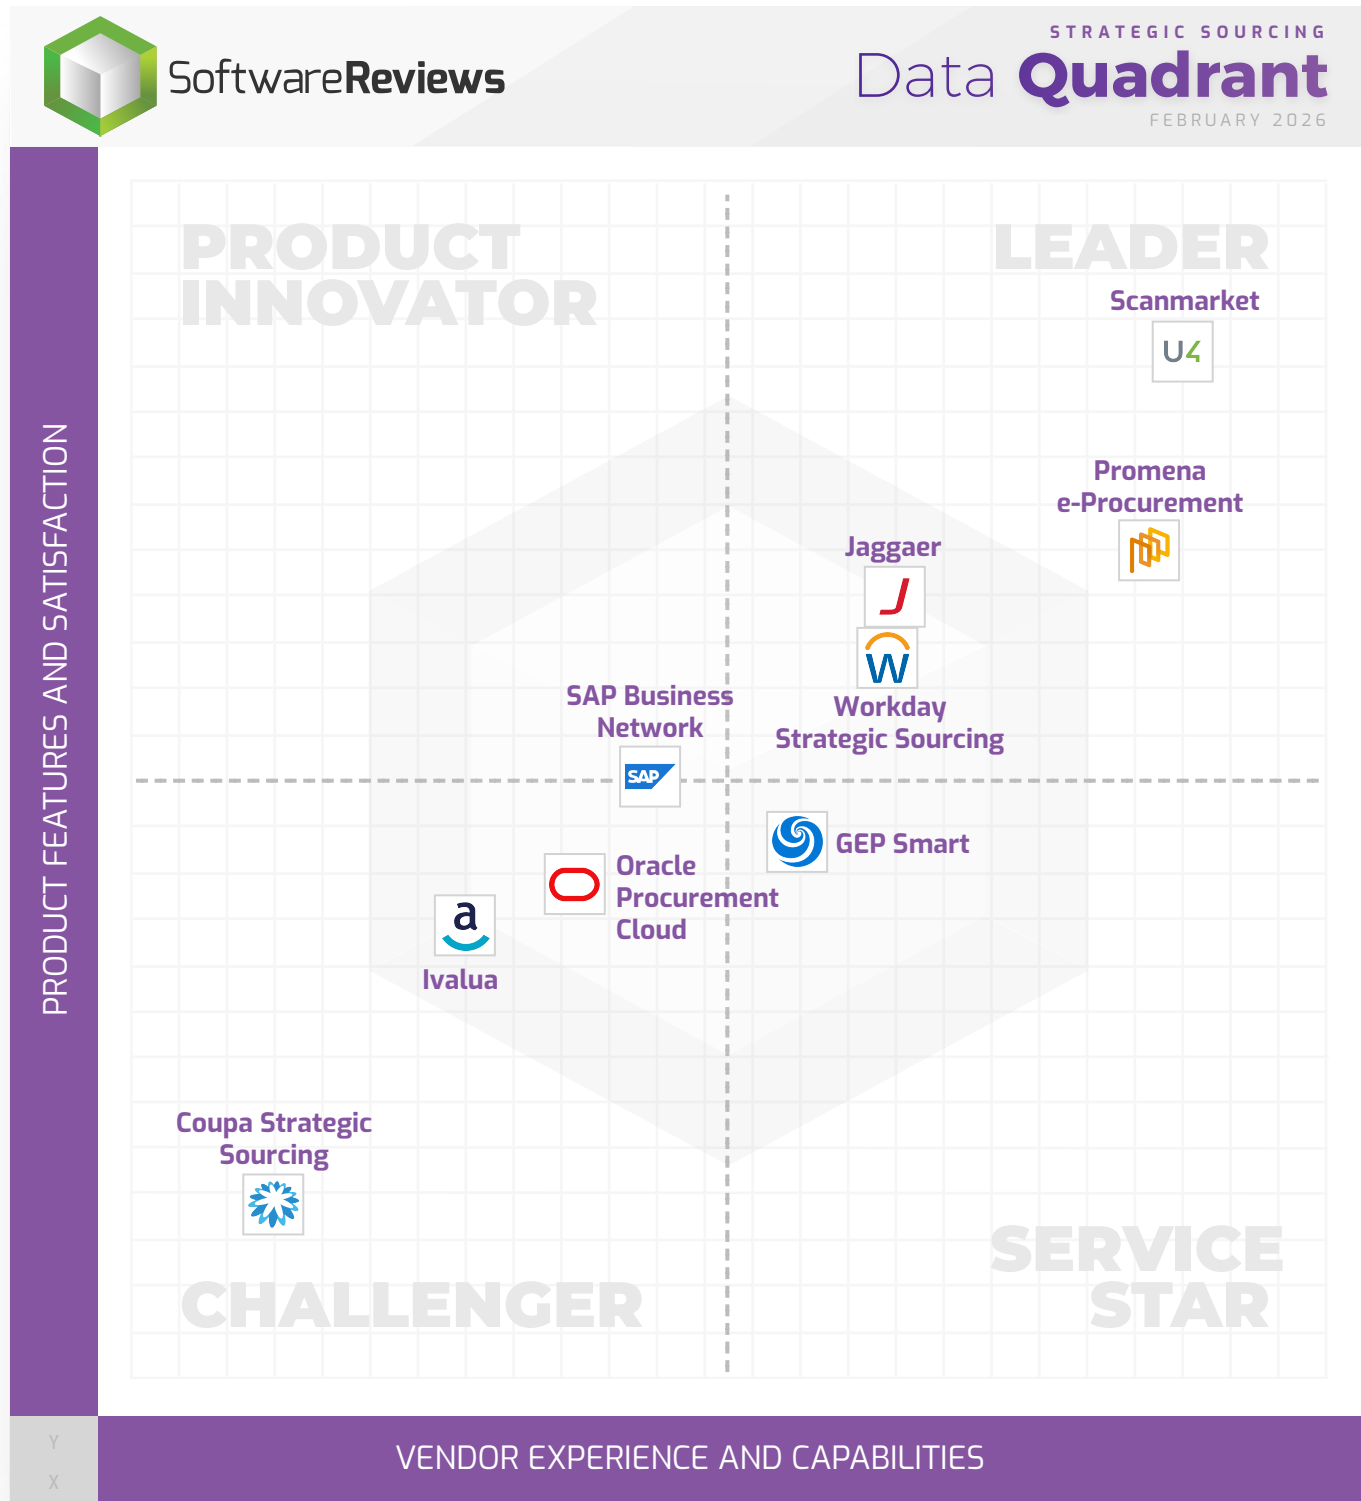 SoftwareReviews
STRATEGIC SOURCING
Data Quadrant
FEBRUARY 2026
PRODUCT
INNOVATOR
LEADER
Scanmarket
U4
Promena
e-Procurement
Jaggaer
J
W
Workday
Strategic Sourcing
SAP Business
Network
SAP
GEP Smart
Oracle
Procurement
Cloud
a
Ivalua
Coupa Strategic
Sourcing
SERVICE
STAR
CHALLENGER
PRODUCT FEATURES AND SATISFACTION
Y
X
VENDOR EXPERIENCE AND CAPABILITIES